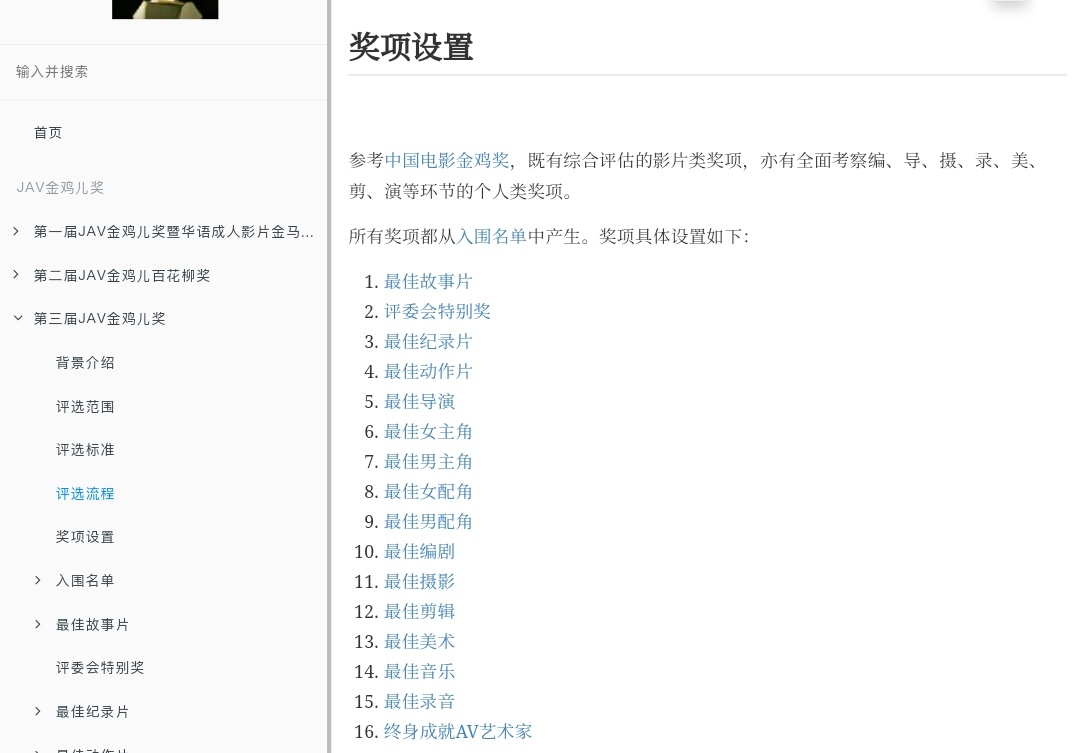 输入并搜索
首页
JAV金鸡儿奖
第一届JAV金鸡儿奖暨华语成人影片金马...
第二届JAV金鸡儿百花柳奖
第三届JAV金鸡儿奖
背景介绍
评选范围
评选标准
评选流程
奖项设置
入围名单
最佳故事片
评委会特别奖
最佳纪录片
最佳动作片
奖项设置
参考中国电影金鸡奖，既有综合评估的影片类奖项，亦有全面考察编、导、摄、录、美、
剪、演等环节的个人类奖项。
所有奖项都从入围名单中产生。奖项具体设置如下：
1. 最佳故事片
2. 评委会特别奖
3. 最佳纪录片
4. 最佳动作片
5. 最佳导演
6. 最佳女主角
7. 最佳男主角
8. 最佳女配角
9. 最佳男配角
10. 最佳编剧
11. 最佳摄影
12. 最佳剪辑
13. 最佳美术
14. 最佳音乐
15. 最佳录音
16. 终身成就AV艺术家